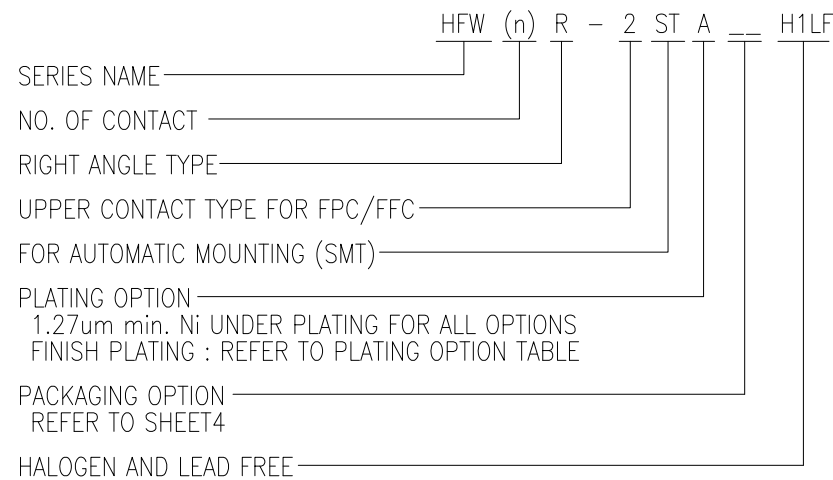 HFW (n) R - 2 ST A __ H1LF
SERIES NAME
NO. OF CONTACT
RIGHT ANGLE TYPE
UPPER CONTACT TYPE FOR FPC/FFC
FOR AUTOMATIC MOUNTING (SMT)
PLATING OPTION
1.27um min. Ni UNDER PLATING FOR ALL OPTIONS
FINISH PLATING : REFER TO PLATING OPTION TABLE
PACKAGING OPTION
REFER TO SHEET4
HALOGEN AND LEAD FREE